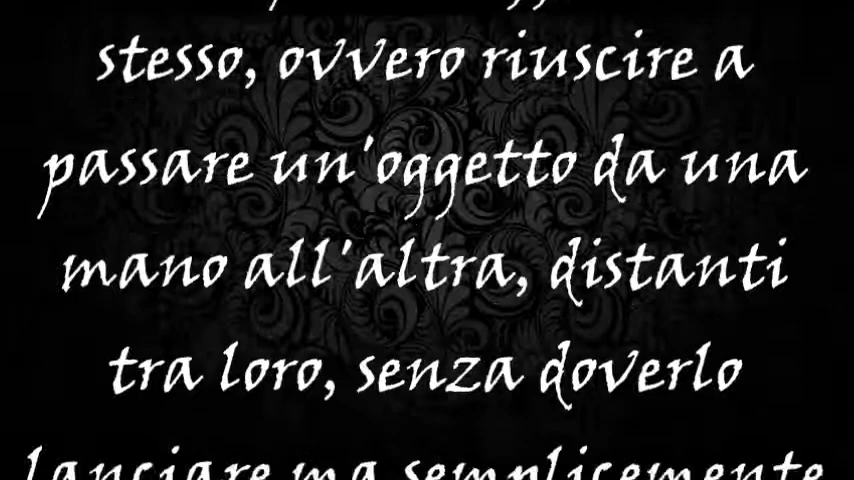 stesso, ovvero riuscire a
passare un'oggetto da una
mano all'altra, distanti
tra loro, senza doverlo
lanciare ma semplicemente